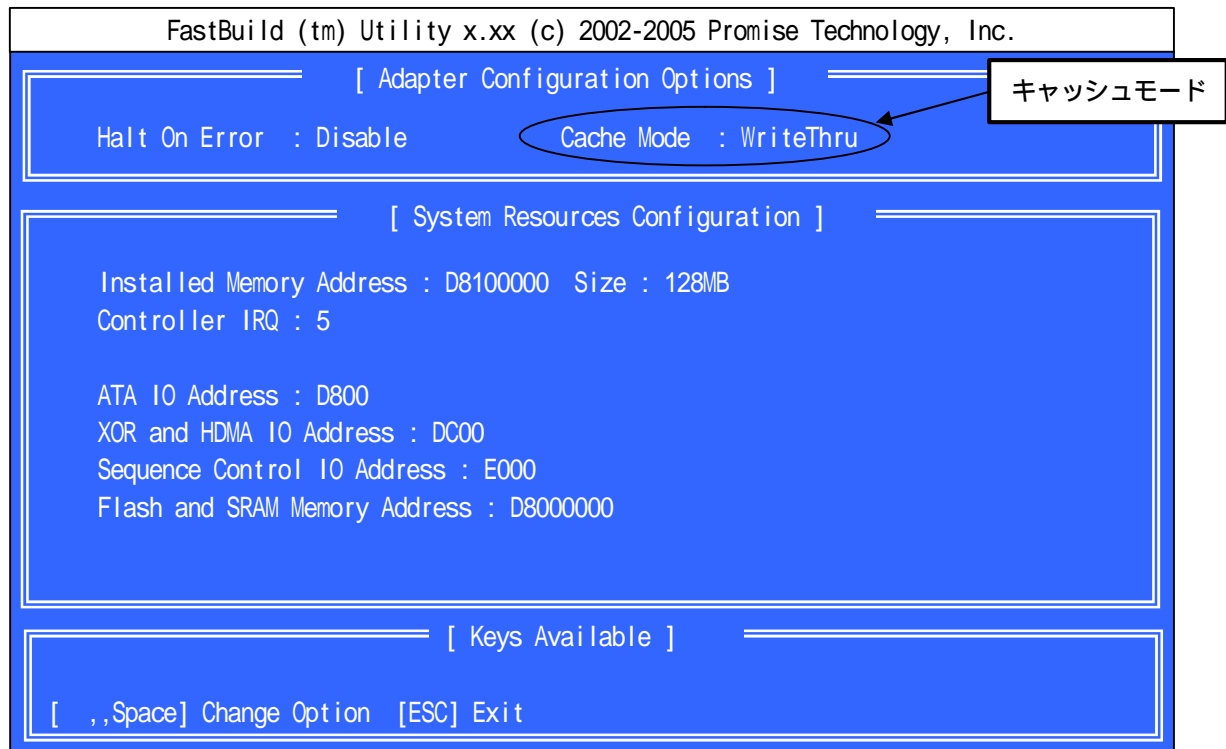 FastBuild (tm) Utility x.xx (c) 2002-2005 Promise Technology, Inc.
[ Adapter Configuration Options ]
キャッシュモード
Halt On Error : Disable Cache Mode : WriteThru
[ System Resources Configuration ]
Installed Memory Address : D8100000 Size : 128MB
Controller IRQ : 5
ATA IO Address : D800
XOR and HDMA IO Address : DC00
Sequence Control IO Address : E000
Flash and SRAM Memory Address : D8000000
[ Keys Available ]
[ ,,Space] Change Option [ESC] Exit